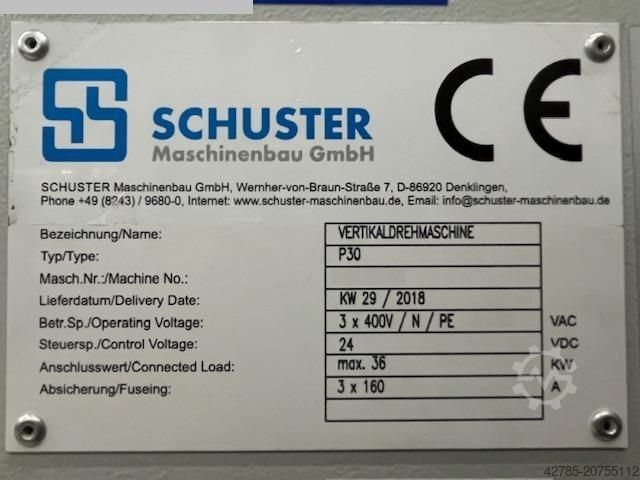 SCHUSTER
Maschinenbau GmbH
CE
SCHUSTER Maschinenbau GmbH, Wernher-von-Braun-Straße 7, D-86920 Denklingen,
Phone +49 (8243) / 9680-0, Internet: www.schuster-maschinenbau.de, Email: info@schuster-maschinenbau.de
Bezeichnung/Name: VERTIKALDREHMASCHINE
Typ/Type: P30
Masch.Nr.:/Machine No.:
Lieferdatum/Delivery Date: KW 29 / 2018
Betr.Sp./Operating Voltage: 3 x 400V / N / PE VAC
Steuersp./Control Voltage: 24 VDC
Anschlusswert/Connected Load: max. 36 KW
Absicherung/Fuseing: 3 x 160 A
42785-20755112